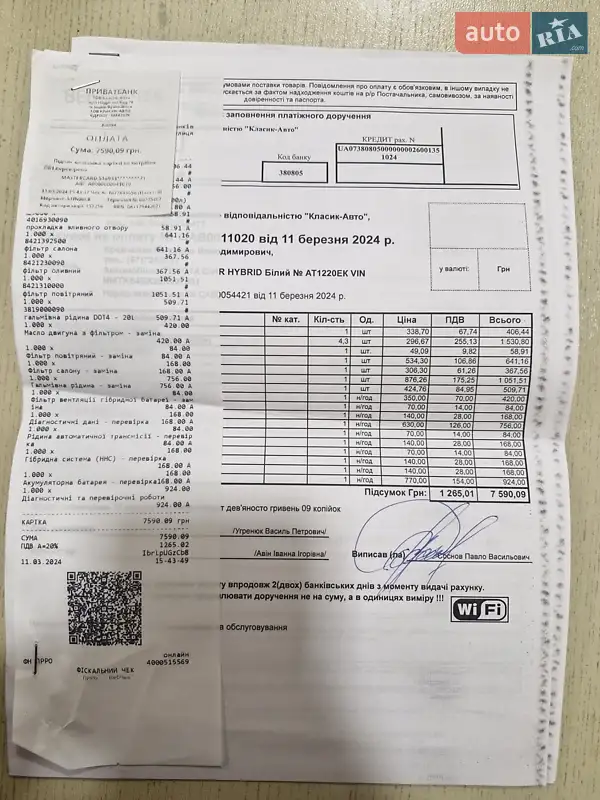 auto RIA .com
умовами поставки товарів. Повідомлення про оплату є обов'язковим, в іншому випадку не
ускається за фактом надходження коштів на р/р Постачальника, самовивозом, за наявності
довіреності та паспорта.
заповнення платіжного доручення
ністю "Класик-Авто"
КРЕДИТ рах. N
Код банку
380805
UA073808050000000002600135
1024
відповідальністю "Класик-Авто",
11020 від 11 березня 2024 р.
димирович,
R HYBRID Білий № AT1220EK VIN
0054421 від 11 березня 2024 р.
у валюті: Грн
№ кат. Кіл-сть Од. Ціна ПДВ Всього
1 шт 338,70 67,74 406,44
4,3 шт 296,67 255,13 1 530,80
1 шт 49,09 9,82 58,91
1 шт 534,30 106,86 641,16
1 шт 306,30 61,26 367,56
1 шт 876,26 175,25 1 051,51
1 шт 424,76 84,95 509,71
1 н/год 350,00 70,00 420,00
1 н/год 70,00 14,00 84,00
1 н/год 140,00 28,00 168,00
1 н/год 630,00 126,00 756,00
1 н/год 70,00 14,00 84,00
1 н/год 140,00 28,00 168,00
1 н/год 70,00 14,00 84,00
1 н/год 140,00 28,00 168,00
1 н/год 140,00 28,00 168,00
1 н/год 770,00 154,00 924,00
Підсумок Грн: 1 265,01 7 590,09
т дев'яносто гривень 09 копійок
/Угренюк Василь Петрович/
/Авін Іванна Ігорівна/
Виписав (ла) Соснов Павло Васильович
у впродовж 2(двох) банківських днів з моменту видачі рахунку.
лювати доручення не на суму, а в одиницях виміру !!!
Wi Fi
в обслуговування
ПРИВАТБАНК
ОПЛАТА
Сума: 7590,09 грн.
58.91
4016930090 #
прокладка зливного отвору 58.91 А
1.000 x 641.16
8421392500 #
фільтр салона 641.16 А
1.000 x 367.56
8421230090 #
фільтр оливний 367.56 А
1.000 x 1051.51
8421310000 #
фільтр повітряний 1051.51 А
1.000 x 509.71
3819000090 #
гальмівна рідина DOT4 - 20L 509.71 А
1.000 x 420.00
Масло двигуна з фільтром - заміна
420.00 А
1.000 x 84.00
Фільтр повітряний - заміна 84.00 А
1.000 x 168.00
Фільтр салону - заміна 168.00 А
1.000 x 756.00
Гальмівна рідина - заміна 756.00 А
1.000 x 84.00
Фільтр вентиляції гібридної батареї - зам
іна 84.00 А
1.000 x 168.00
Діагностичні дані - перевірка 168.00 А
1.000 x 84.00
Рідина автоматичної трансмісії - перевір
ка 84.00 А
1.000 x 168.00
Гібридна система (ННС) - перевірка
168.00 А
1.000 x 168.00
Акумуляторна батарея - перевірка 168.00 А
1.000 x 924.00
Діагностичні та перевірочні роботи
924.00 А
КАРТКА 7590.09 грн
СУМА 7590.09
ПДВ А=20% 1265.02
11.03.2024 15-43-49
онлайн
ФН ПРРО 4000515569
ФІСКАЛЬНИЙ ЧЕК